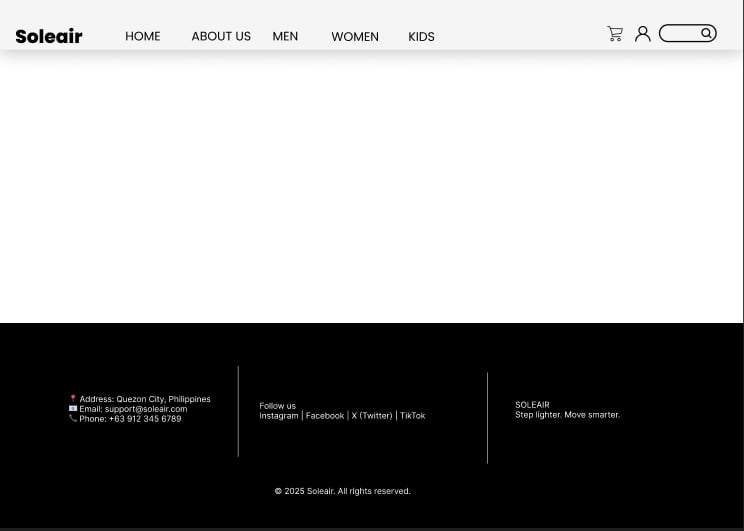 Soleair
HOME ABOUT US MEN WOMEN KIDS
📍 Address: Quezon City, Philippines
📧 Email: support@soleair.com
📞 Phone: +63 912 345 6789
Follow us
Instagram | Facebook | X (Twitter) | TikTok
SOLEAIR
Step lighter. Move smarter.
© 2025 Soleair. All rights reserved.